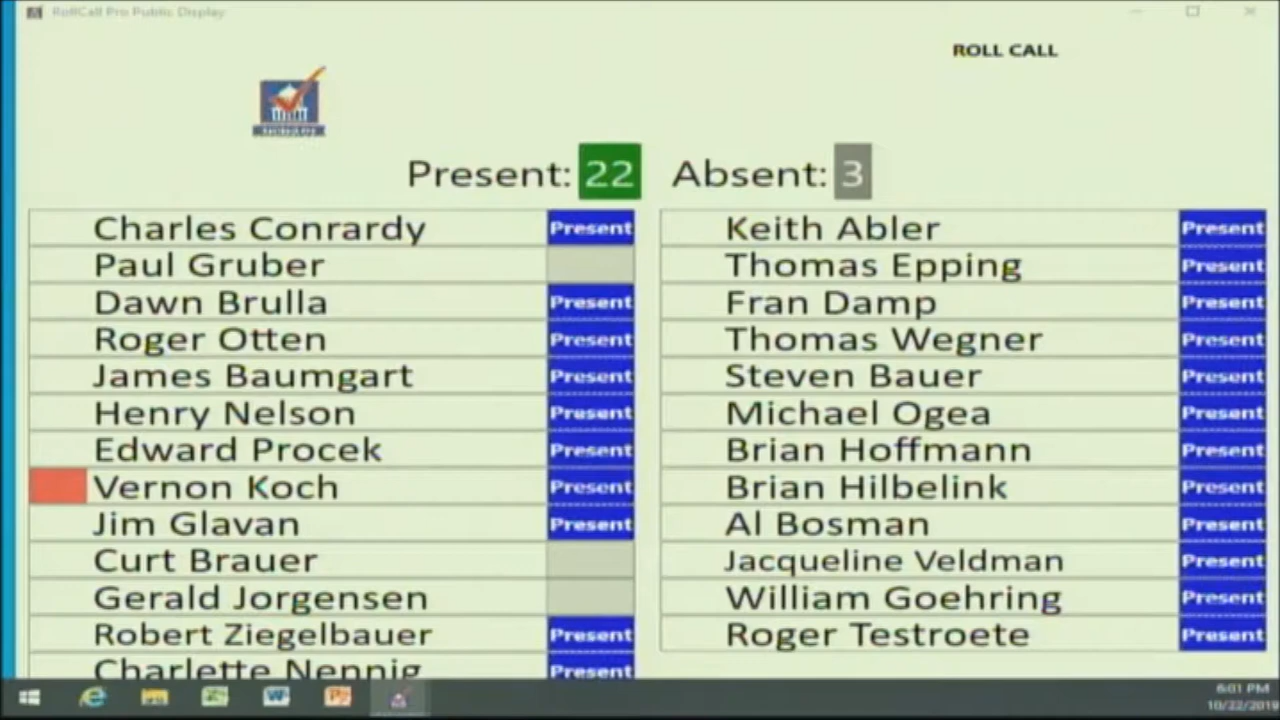 RollCall Pro Public Display
ROLL CALL
Present: 22 Absent: 3
Charles Conrardy Present
Paul Gruber
Dawn Brulla Present
Roger Otten Present
James Baumgart Present
Henry Nelson Present
Edward Procek Present
Vernon Koch Present
Jim Glavan Present
Curt Brauer
Gerald Jorgensen
Robert Ziegelbauer Present
Charlette Nennig Present
Keith Abler Present
Thomas Epping Present
Fran Damp Present
Thomas Wegner Present
Steven Bauer Present
Michael Ogea Present
Brian Hoffmann Present
Brian Hilbelink Present
Al Bosman Present
Jacqueline Veldman Present
William Goehring Present
Roger Testroete Present
6:01 PM
10/22/2019